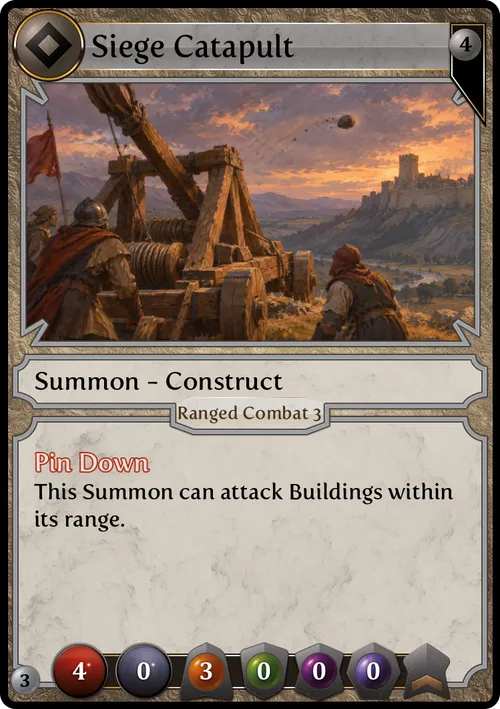 Siege Catapult
4
Summon - Construct
Ranged Combat 3
Pin Down
This Summon can attack Buildings within
its range.
3
4*
0*
3
0
0
0